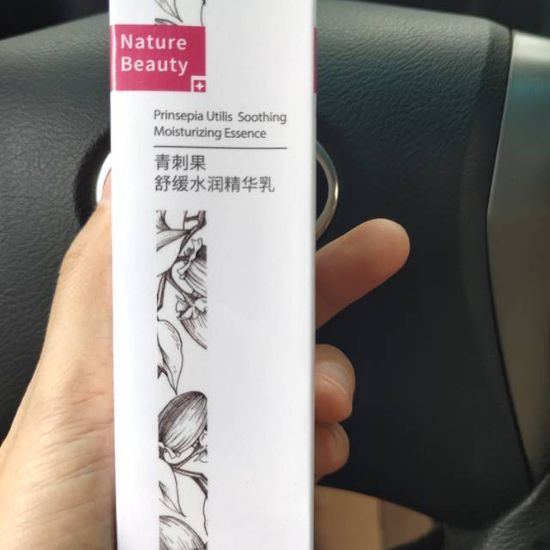 Nature
Beauty
Prinsepia Utilis Soothing
Moisturizing Essence
青刺果
舒缓水润精华乳